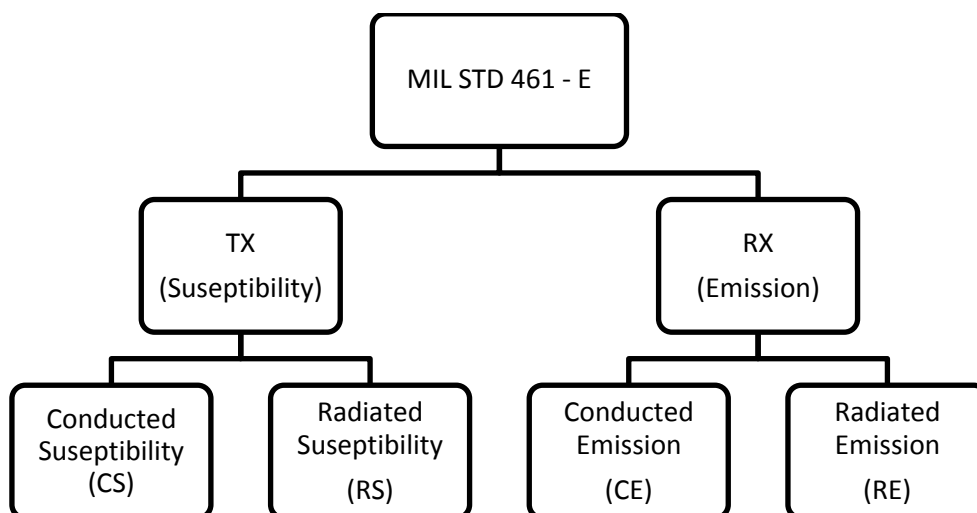 MIL STD 461 - E
TX
(Suseptibility)
RX
(Emission)
Conducted
Suseptibility
(CS)
Radiated
Suseptibility
(RS)
Conducted
Emission
(CE)
Radiated
Emission
(RE)